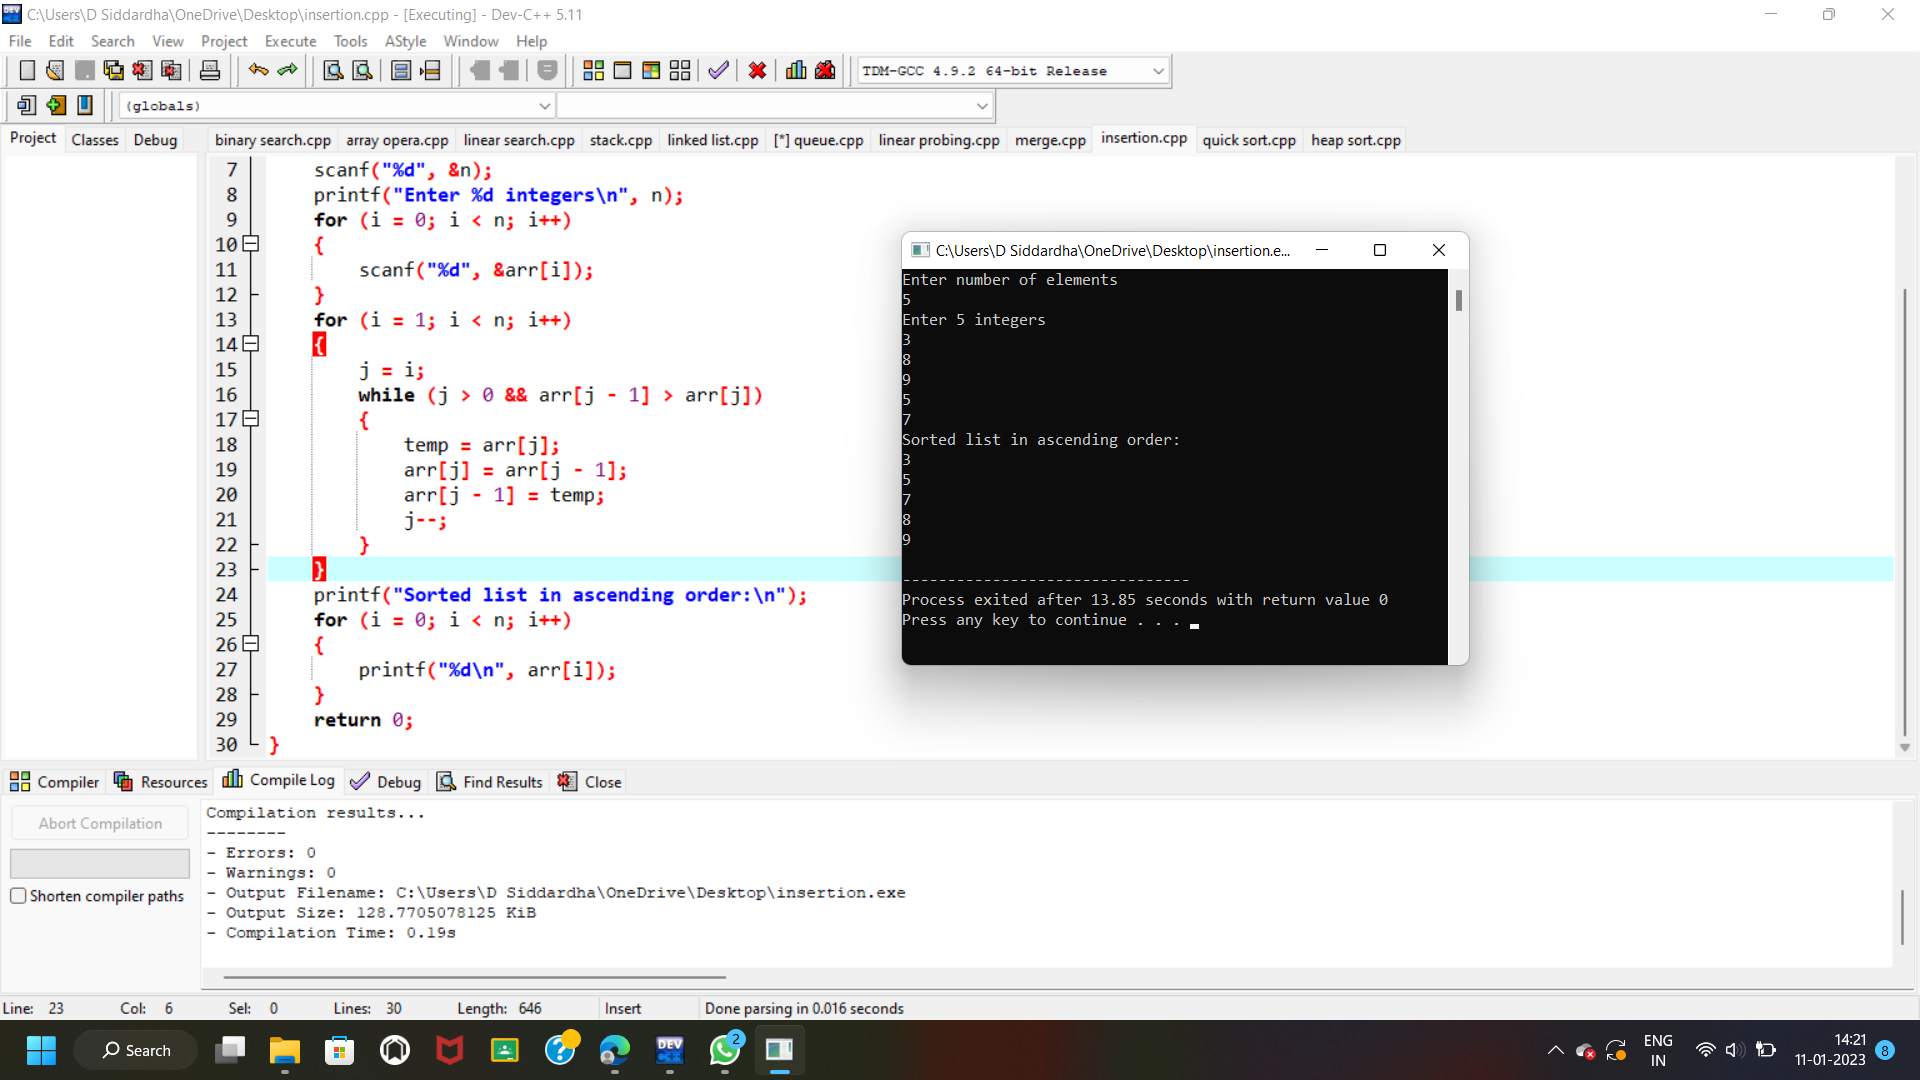 C:\Users\D Siddardha\OneDrive\Desktop\insertion.cpp - [Executing] - Dev-C++ 5.11
File Edit Search View Project Execute Tools AStyle Window Help
TDM-GCC 4.9.2 64-bit Release
(globals)
Project Classes Debug
binary search.cpp array opera.cpp linear search.cpp stack.cpp linked list.cpp [*] queue.cpp linear probing.cpp merge.cpp insertion.cpp quick sort.cpp heap sort.cpp
7 scanf("%d", &n);
8 printf("Enter %d integers\n", n);
9 for (i = 0; i < n; i++)
10 {
11 scanf("%d", &arr[i]);
12 }
13 for (i = 1; i < n; i++)
14 {
15 j = i;
16 while (j > 0 && arr[j - 1] > arr[j])
17 {
18 temp = arr[j];
19 arr[j] = arr[j - 1];
20 arr[j - 1] = temp;
21 j--;
22 }
23 }
24 printf("Sorted list in ascending order:\n");
25 for (i = 0; i < n; i++)
26 {
27 printf("%d\n", arr[i]);
28 }
29 return 0;
30 }
C:\Users\D Siddardha\OneDrive\Desktop\insertion.e...
Enter number of elements
5
Enter 5 integers
3
8
9
5
7
Sorted list in ascending order:
3
5
7
8
9
--------------------------------
Process exited after 13.85 seconds with return value 0
Press any key to continue . . .
Compiler Resources Compile Log Debug Find Results Close
Abort Compilation
Shorten compiler paths
Compilation results...
--------
- Errors: 0
- Warnings: 0
- Output Filename: C:\Users\D Siddardha\OneDrive\Desktop\insertion.exe
- Output Size: 128.7705078125 KiB
- Compilation Time: 0.19s
Line: 23 Col: 6 Sel: 0 Lines: 30 Length: 646 Insert Done parsing in 0.016 seconds
Search
DEV
2
ENG
IN
14:21
11-01-2023
8